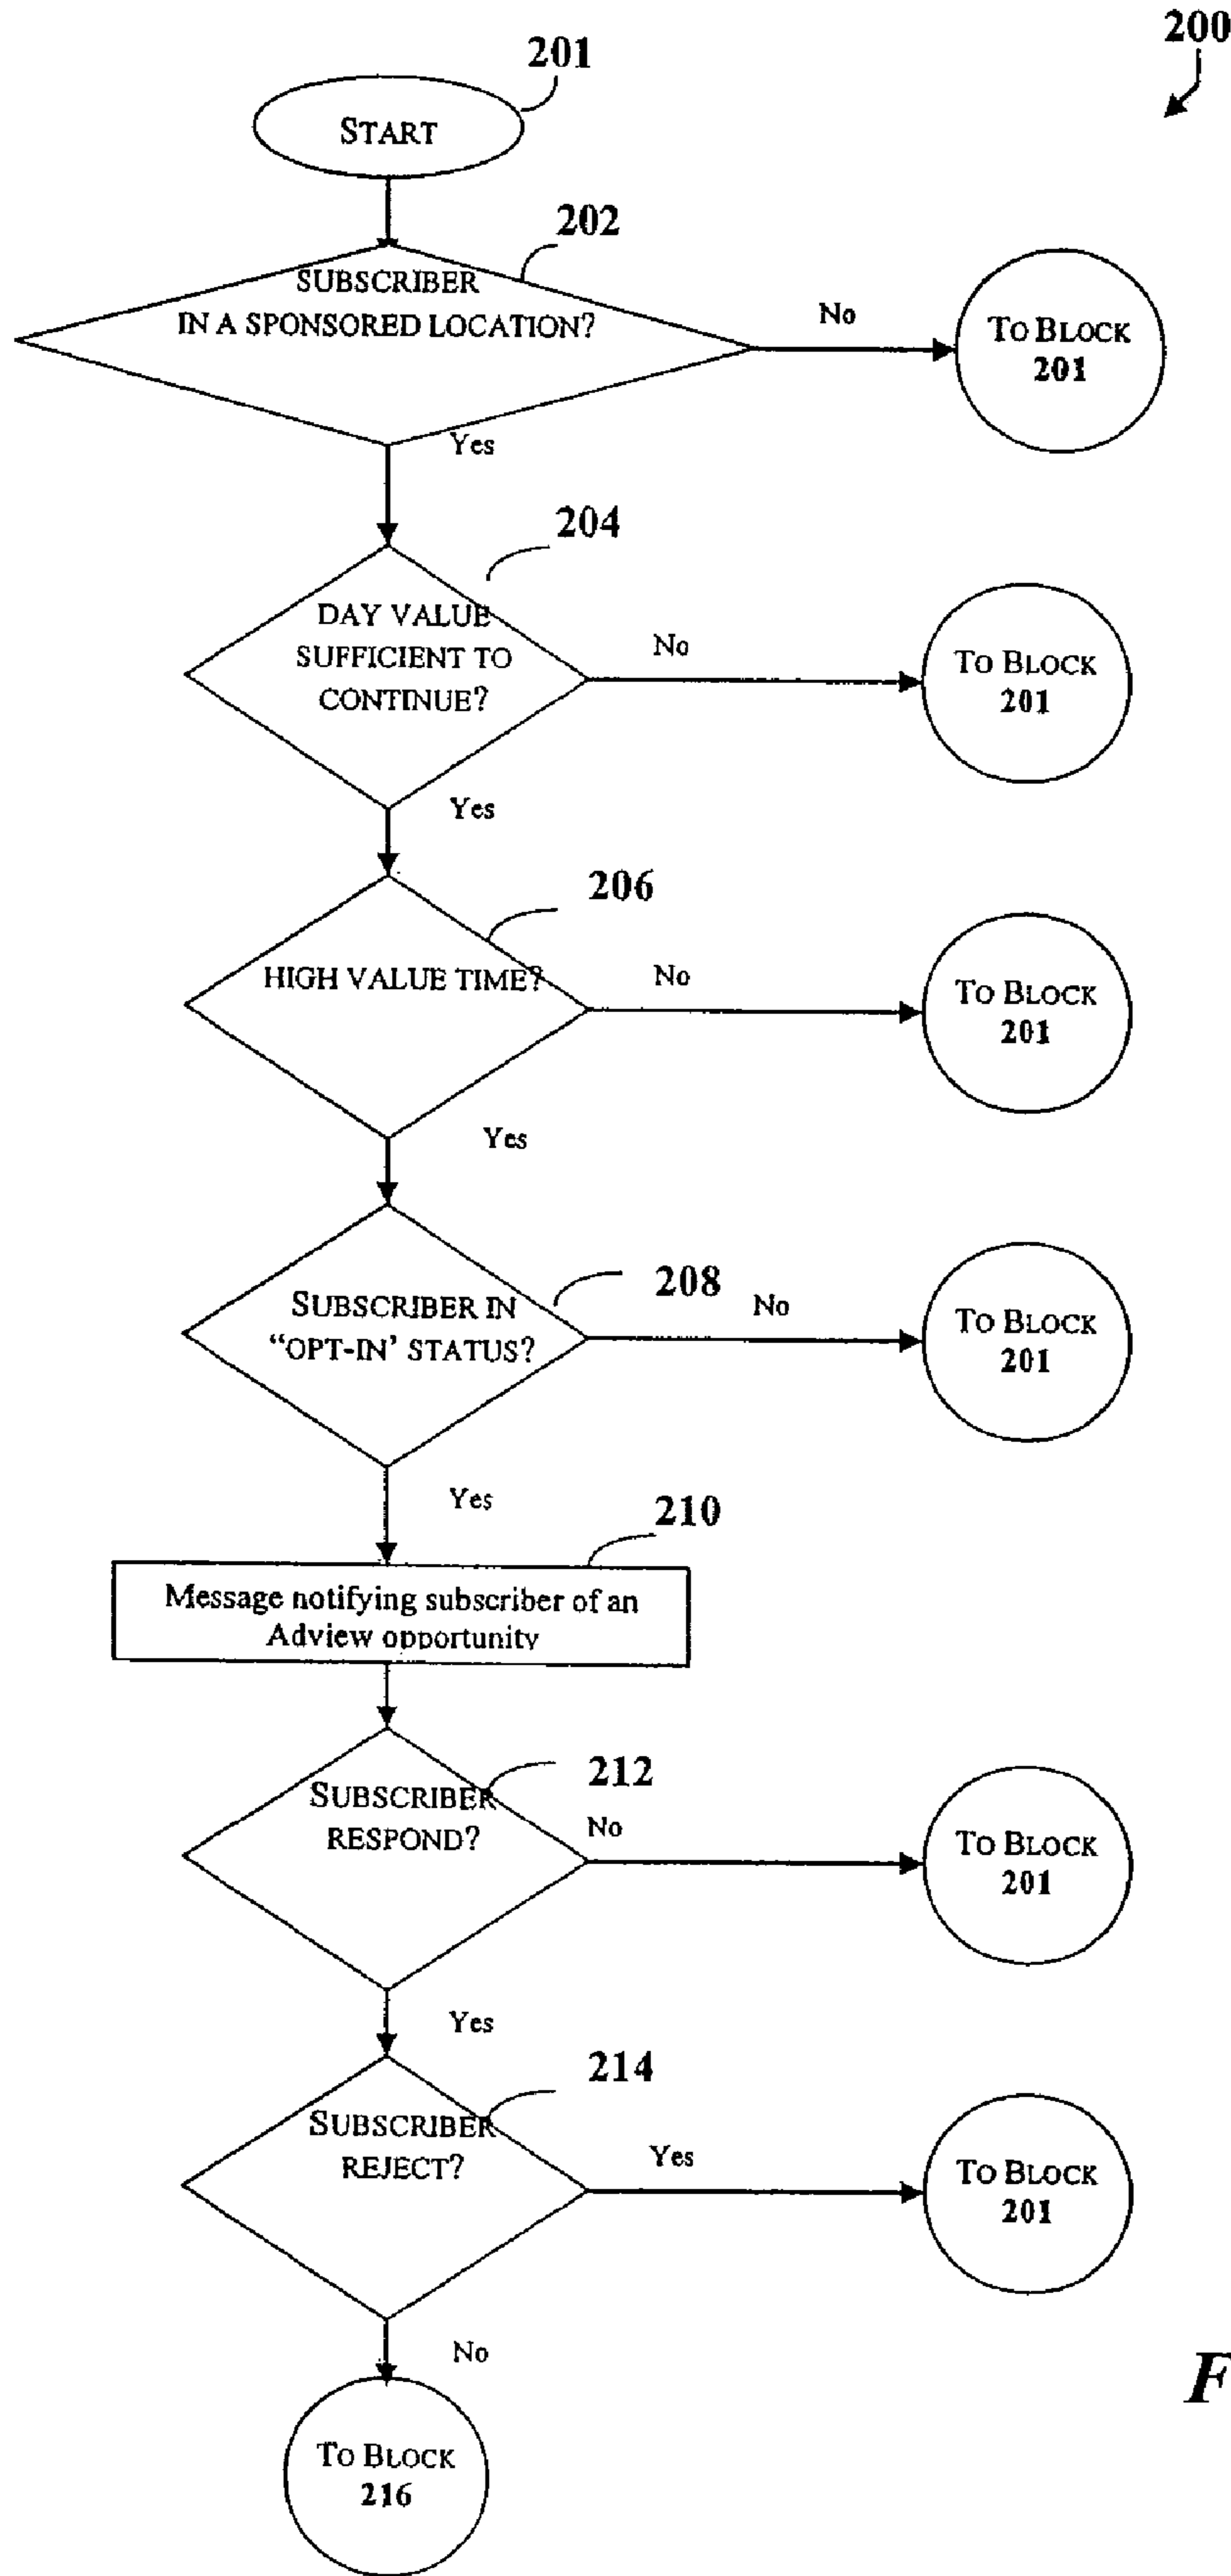 200
201
START
202
SUBSCRIBER
IN A SPONSORED LOCATION?
No
TO BLOCK
201
Yes
204
DAY VALUE
SUFFICIENT TO
CONTINUE?
No
TO BLOCK
201
Yes
206
HIGH VALUE TIME?
No
TO BLOCK
201
Yes
208
SUBSCRIBER IN
“OPT-IN’ STATUS?
No
TO BLOCK
201
Yes
210
Message notifying subscriber of an
Adview opportunity
212
SUBSCRIBER
RESPOND?
No
TO BLOCK
201
Yes
214
SUBSCRIBER
REJECT?
Yes
TO BLOCK
201
No
F
TO BLOCK
216